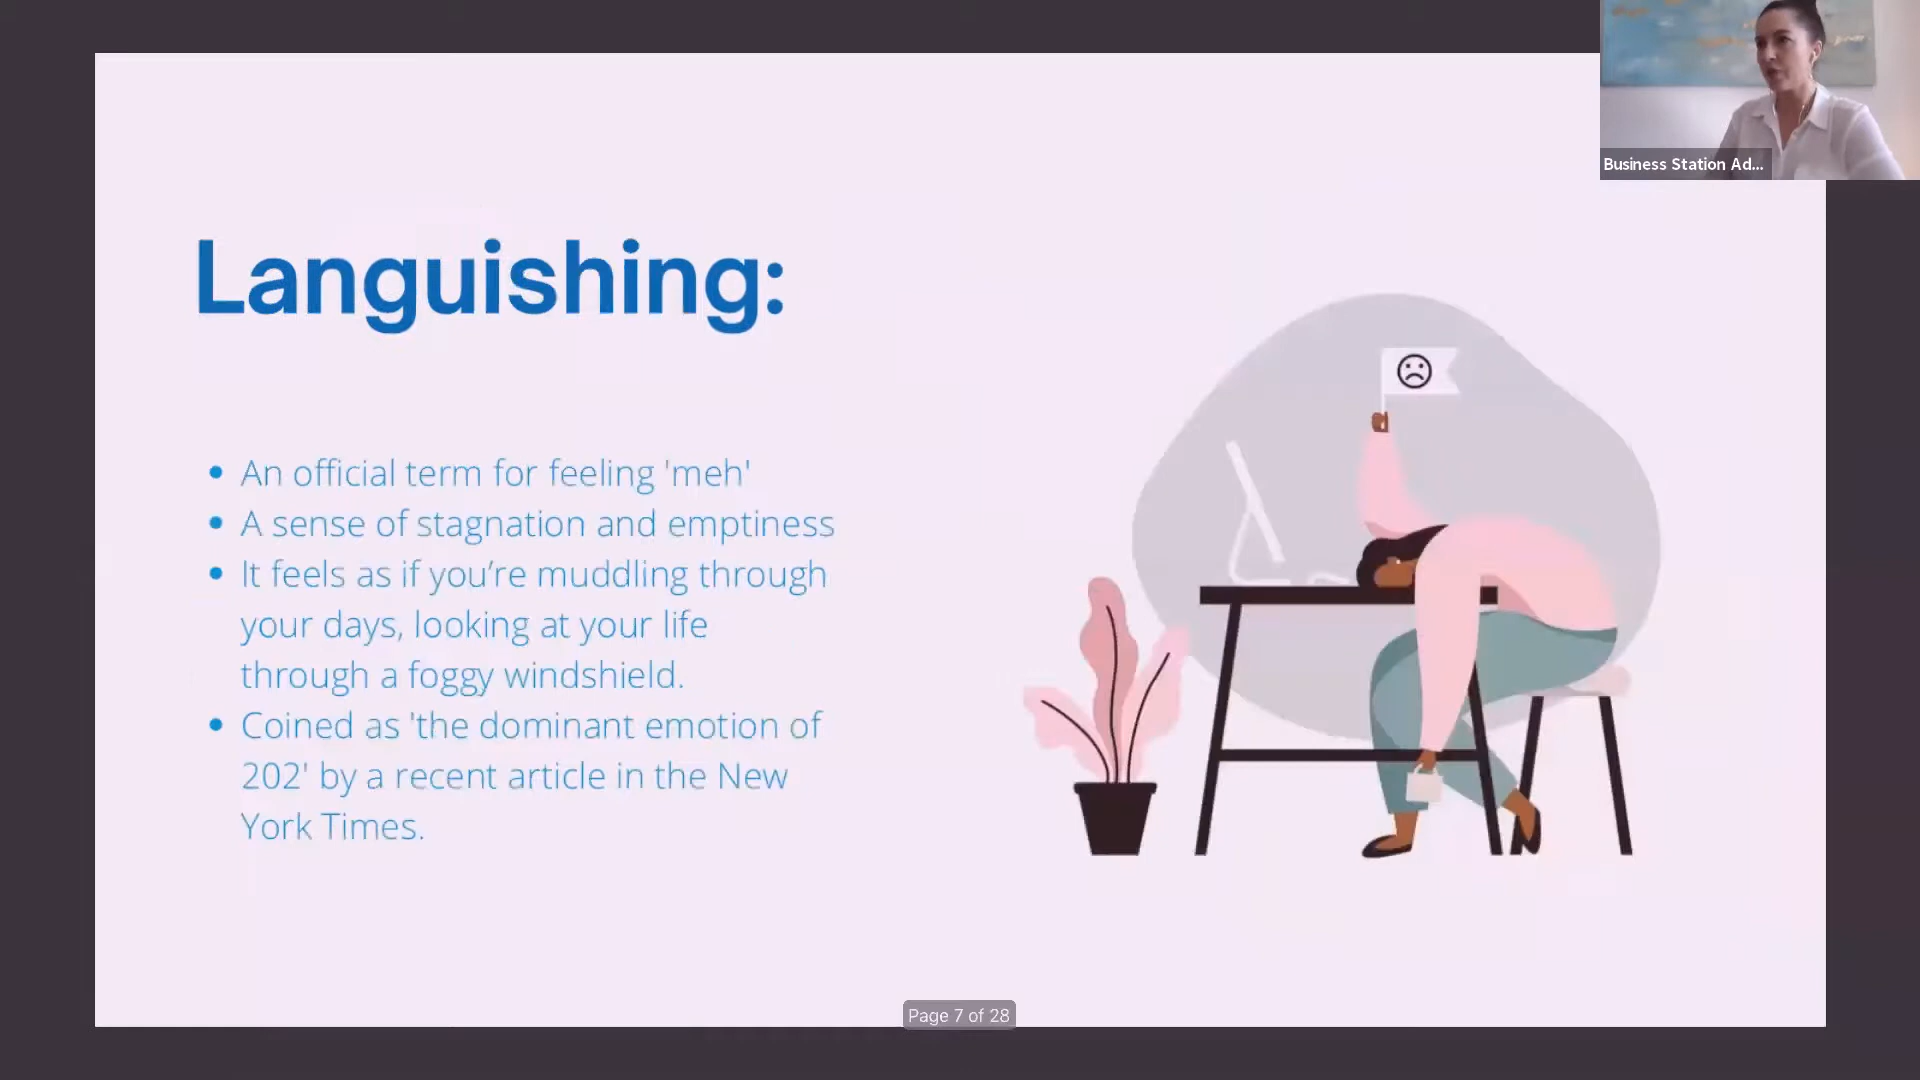 Business Station Ad...
Languishing:
An official term for feeling 'meh'
A sense of stagnation and emptiness
It feels as if you’re muddling through
your days, looking at your life
through a foggy windshield.
Coined as 'the dominant emotion of
202' by a recent article in the New
York Times.
Page 7 of 28